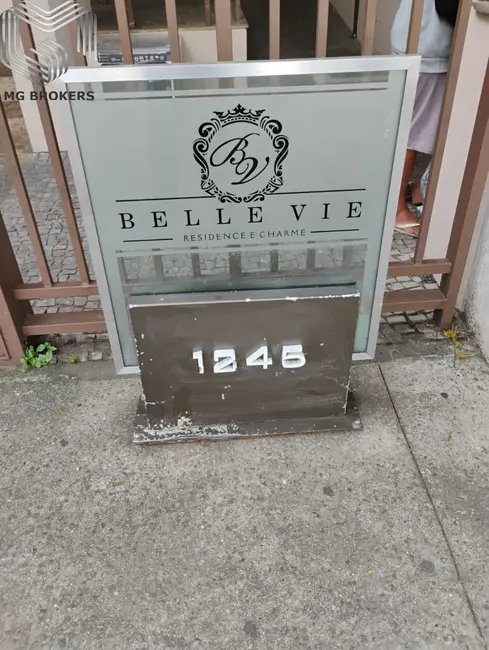 MG BROKERS
BV
BELLE VIE
RESIDENCE E CHARME
1245